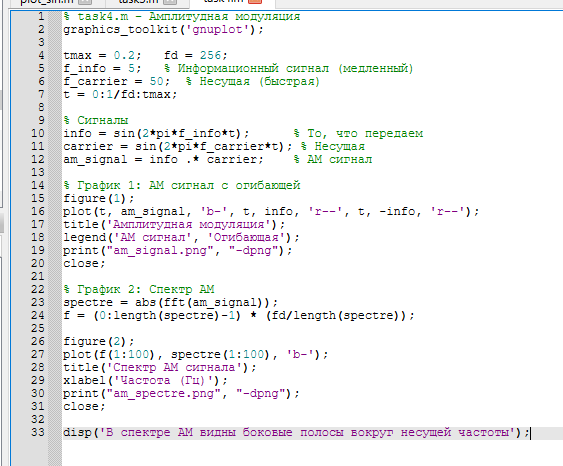 plot_sin.m
1 % task4.m - Амплитудная модуляция
2 graphics_toolkit('gnuplot');
3
4 tmax = 0.2;   fd = 256;
5 f_info = 5;   % Информационный сигнал (медленный)
6 f_carrier = 50;  % Несущая (быстрая)
7 t = 0:1/fd:tmax;
8
9 % Сигналы
10 info = sin(2*pi*f_info*t);      % То, что передаем
11 carrier = sin(2*pi*f_carrier*t); % Несущая
12 am_signal = info .* carrier;    % АМ сигнал
13
14 % График 1: АМ сигнал с огибающей
15 figure(1);
16 plot(t, am_signal, 'b-', t, info, 'r--', t, -info, 'r--');
17 title('Амплитудная модуляция');
18 legend('АМ сигнал', 'Огибающая');
19 print("am_signal.png", "-dpng");
20 close;
21
22 % График 2: Спектр АМ
23 spectre = abs(fft(am_signal));
24 f = (0:length(spectre)-1) * (fd/length(spectre));
25
26 figure(2);
27 plot(f(1:100), spectre(1:100), 'b-');
28 title('Спектр АМ сигнала');
29 xlabel('Частота (Гц)');
30 print("am_spectre.png", "-dpng");
31 close;
32
33 disp('В спектре АМ видны боковые полосы вокруг несущей частоты');